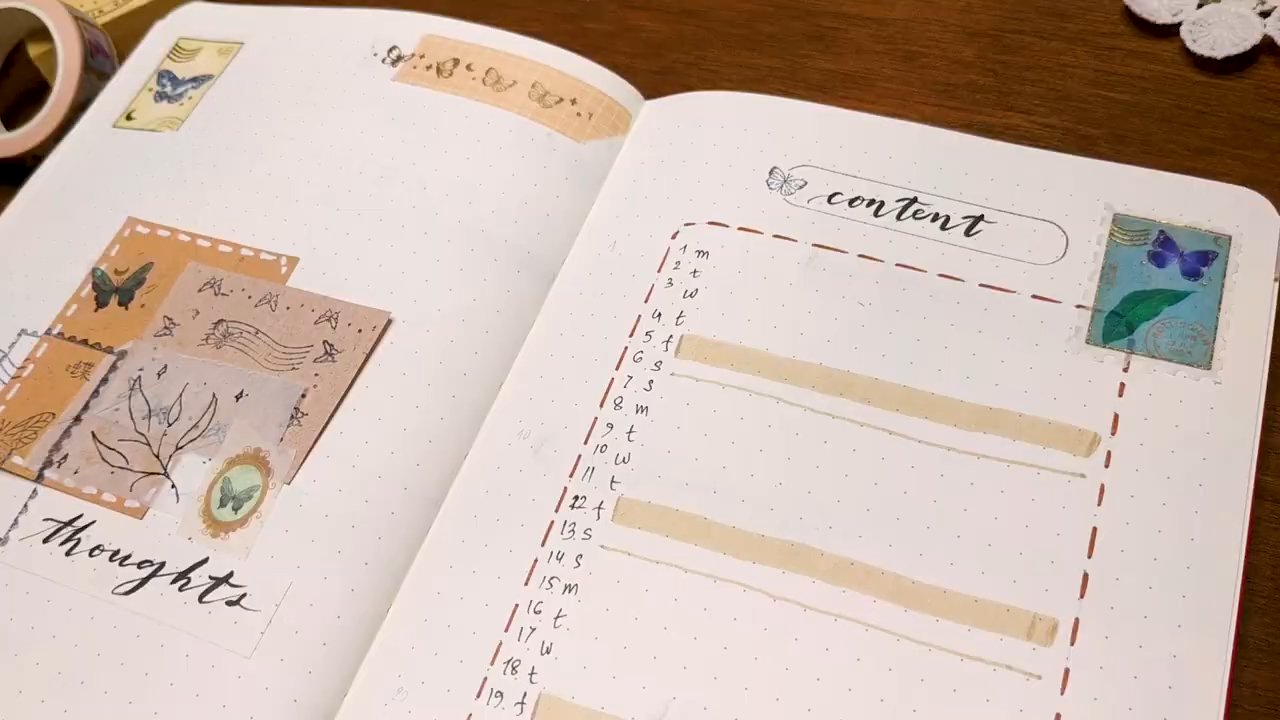 蝶
thoughts
content
1 m
2 t
3 w
4. t
5 f
6. s
7. s
8 m
9 t
10 w
11 t
12 f
13. s
14. s
15. m
16 t.
17 w
18 t
19. f